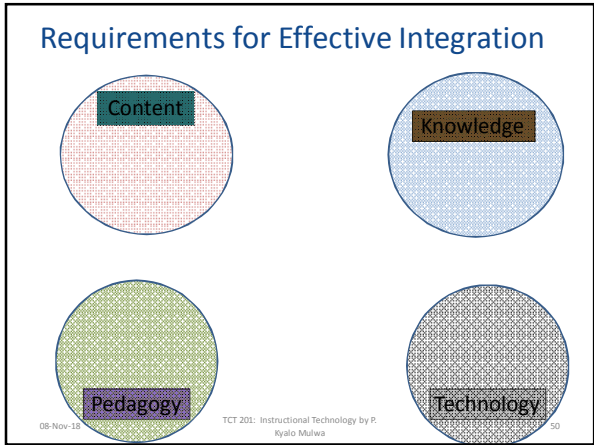 Requirements for Effective Integration
Content
Knowledge
Pedagogy
Technology
08-Nov-18
TCT 201: Instructional Technology by P.
Kyalo Mulwa
50